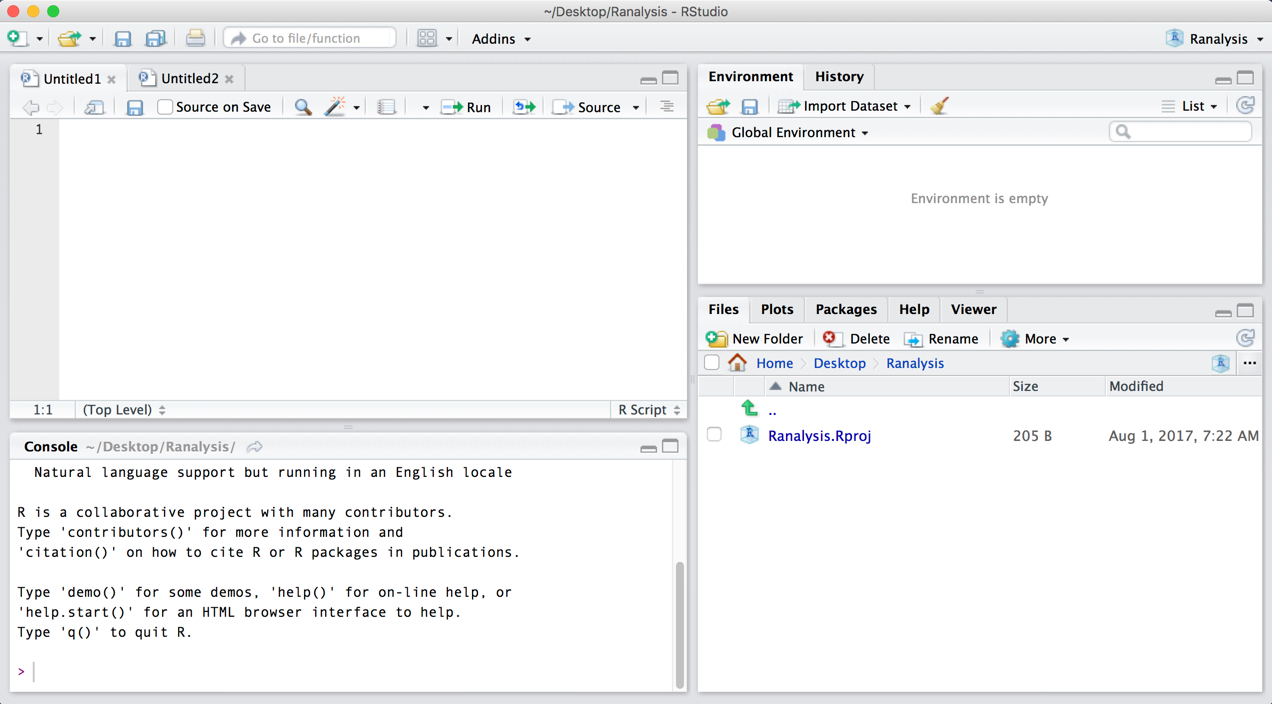 ~/Desktop/Ranalysis - RStudio
Go to file/function
Addins
Ranalysis
Untitled1
Untitled2
Source on Save
Run
Source
1
1:1
(Top Level)
R Script
Console ~/Desktop/Ranalysis/
  Natural language support but running in an English locale
R is a collaborative project with many contributors.
Type 'contributors()' for more information and
'citation()' on how to cite R or R packages in publications.
Type 'demo()' for some demos, 'help()' for on-line help, or
'help.start()' for an HTML browser interface to help.
Type 'q()' to quit R.
>
Environment History
Import Dataset
List
Global Environment
Environment is empty
Files Plots Packages Help Viewer
New Folder Delete Rename More
Home Desktop Ranalysis
...
Name Size Modified
..
Ranalysis.Rproj 205 B Aug 1, 2017, 7:22 AM